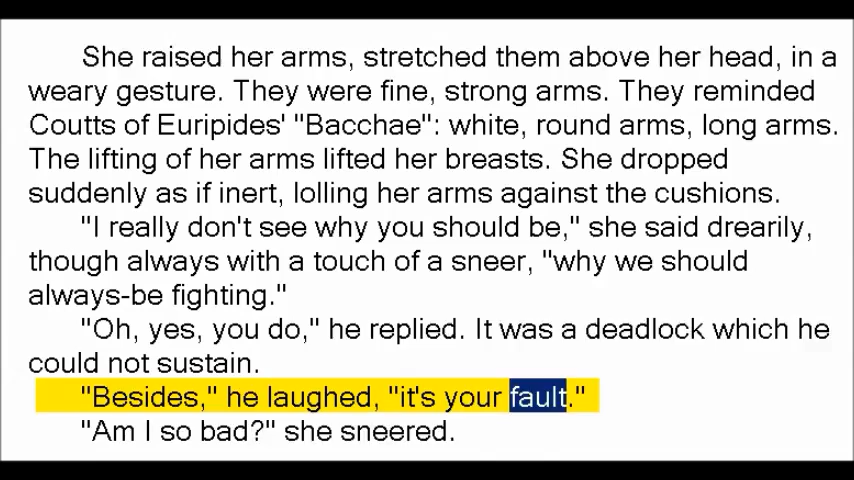 She raised her arms, stretched them above her head, in a
weary gesture. They were fine, strong arms. They reminded
Coutts of Euripides' "Bacchae": white, round arms, long arms.
The lifting of her arms lifted her breasts. She dropped
suddenly as if inert, lolling her arms against the cushions.
"I really don't see why you should be," she said drearily,
though always with a touch of a sneer, "why we should
always-be fighting."
"Oh, yes, you do," he replied. It was a deadlock which he
could not sustain.
"Besides," he laughed, "it's your fault."
"Am I so bad?" she sneered.